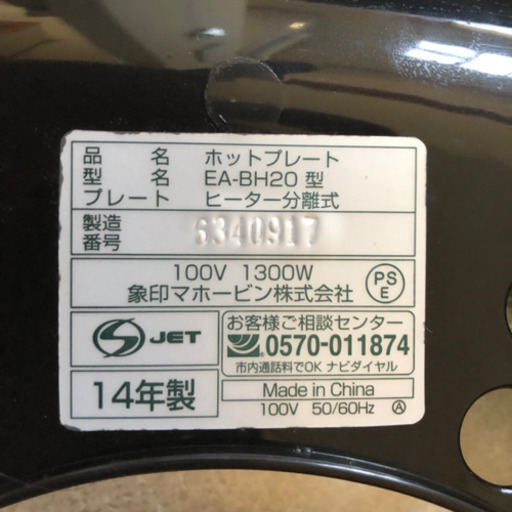 品名 ホットプレート
型名 EA-BH20 型
プレート ヒーター分離式
製造番号 6340917
100V 1300W
象印マホービン株式会社
PS
E
JET
お客様ご相談センター
0570-011874
市内通話料でOK ナビダイヤル
14年製
Made in China
100V 50/60Hz Ⓐ